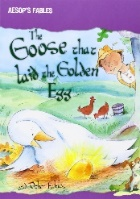 AESOP'S FABLES
The
Goose that
laid the Golden
Egg
and Other Fables